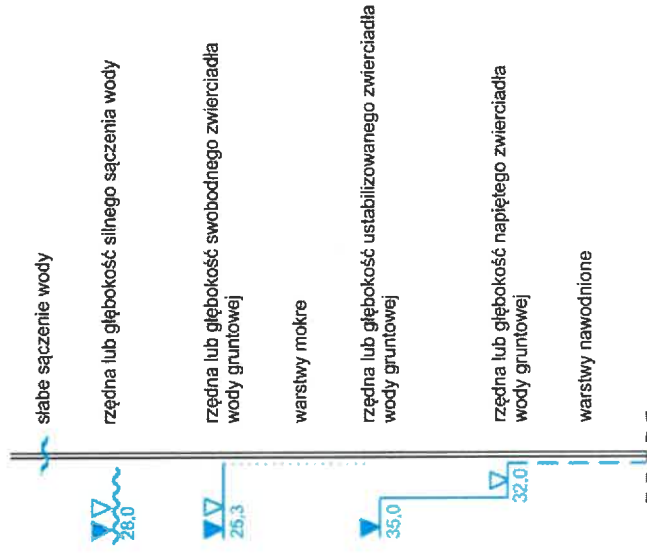 słabe sączenie wody
28,0
rzędna lub głębokość silnego sączenia wody
25,3
rzędna lub głębokość swobodnego zwierciadła
wody gruntowej
warstwy mokre
35,0
rzędna lub głębokość ustabilizowanego zwierciadła
wody gruntowej
32,0
rzędna lub głębokość napiętego zwierciadła
wody gruntowej
warstwy nawodnione